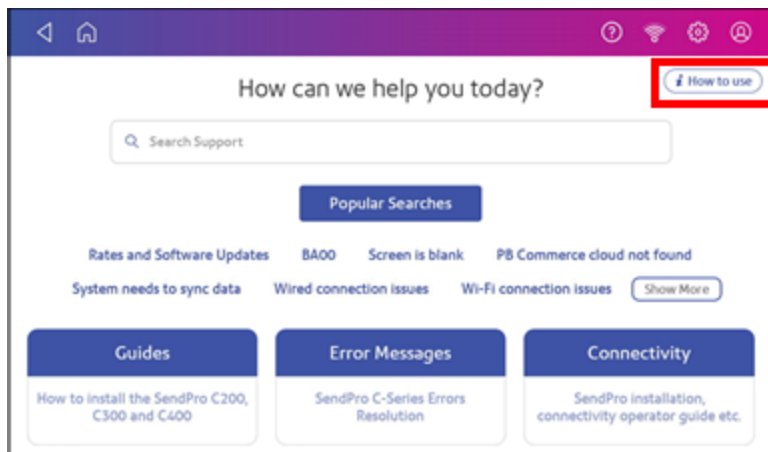 How can we help you today?
i How to use
Search Support
Popular Searches
Rates and Software Updates BA00 Screen is blank PB Commerce cloud not found
System needs to sync data Wired connection issues Wi-Fi connection issues Show More
Guides Error Messages Connectivity
How to install the SendPro C200, SendPro C-Series Errors SendPro installation,
C300 and C400 Resolution connectivity operator guide etc.